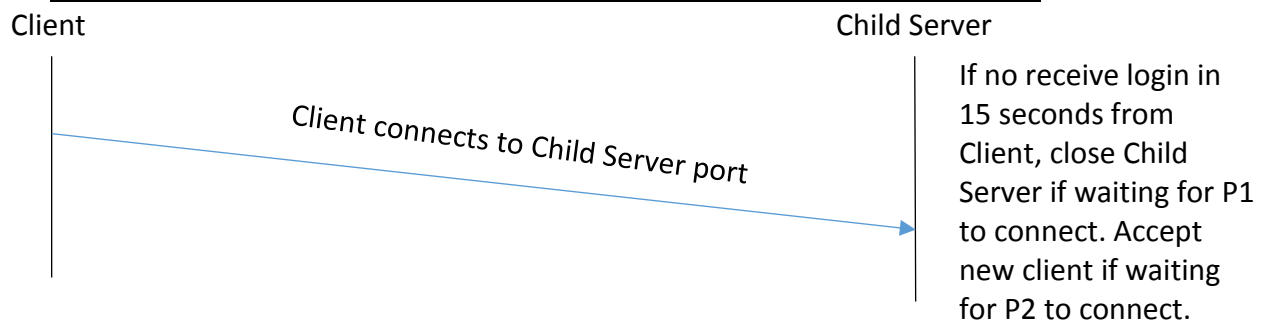 Client
Child Server
Client connects to Child Server port
If no receive login in
15 seconds from
Client, close Child
Server if waiting for P1
to connect. Accept
new client if waiting
for P2 to connect.